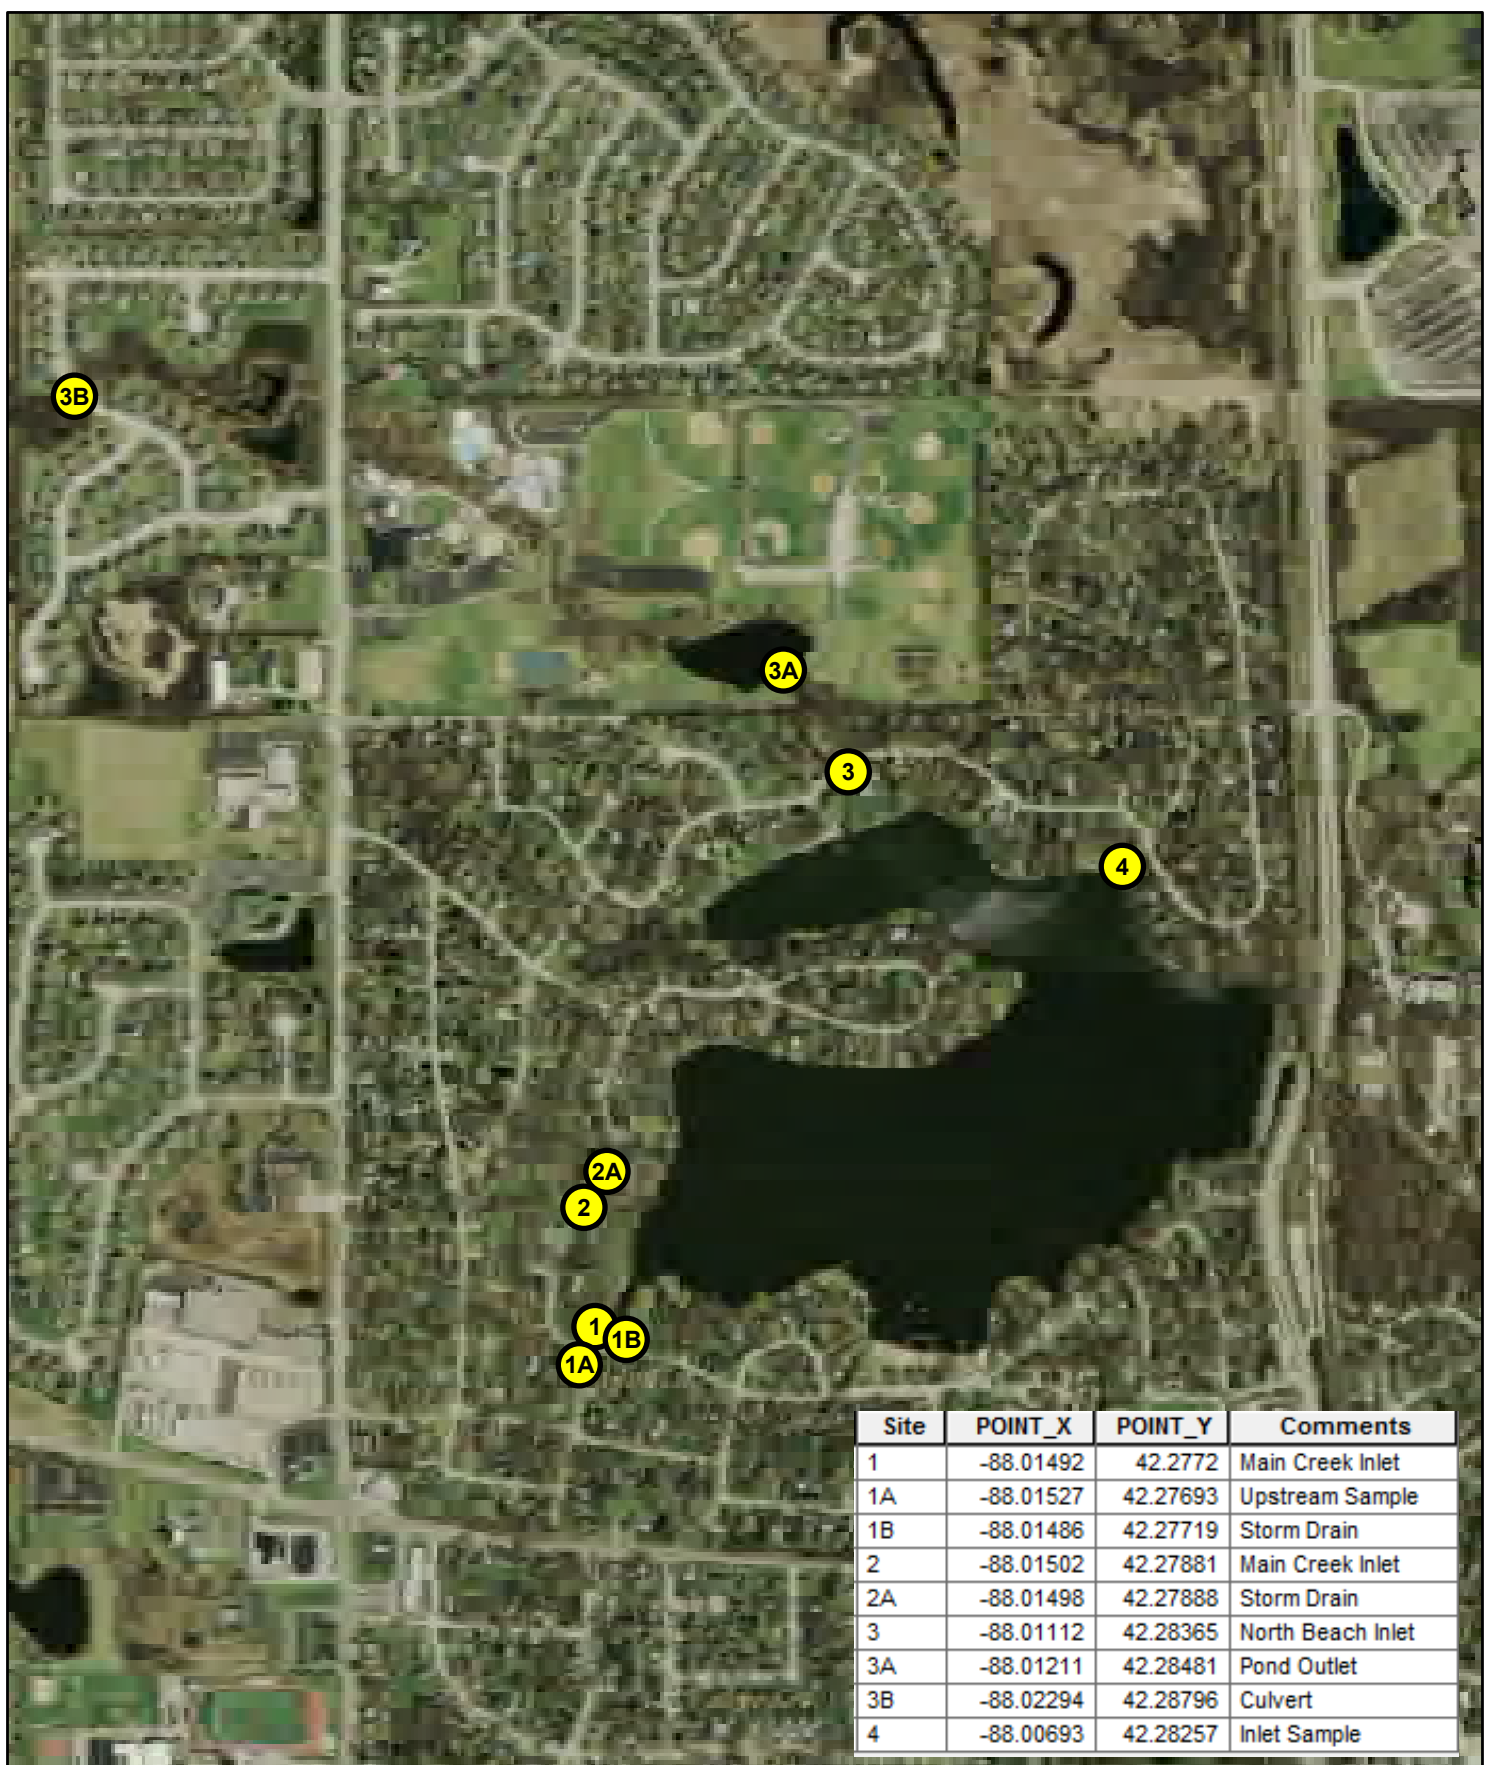 3B
3A
3
4
2A
2
1
1B
1A
Site POINT_X POINT_Y Comments
1 -88.01492 42.2772 Main Creek Inlet
1A -88.01527 42.27693 Upstream Sample
1B -88.01486 42.27719 Storm Drain
2 -88.01502 42.27881 Main Creek Inlet
2A -88.01498 42.27888 Storm Drain
3 -88.01112 42.28365 North Beach Inlet
3A -88.01211 42.28481 Pond Outlet
3B -88.02294 42.28796 Culvert
4 -88.00693 42.28257 Inlet Sample